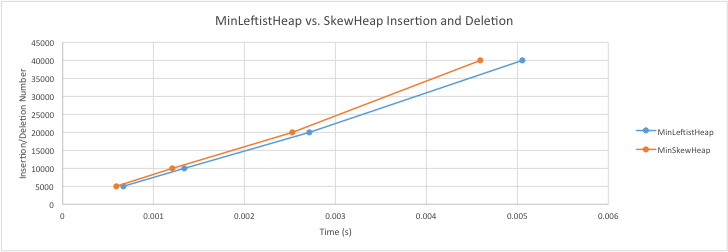 MinLeftistHeap vs. SkewHeap Insertion and Deletion
45000
40000
35000
30000
25000
20000
15000
10000
5000
0
Insertion/Deletion Number
0 0.001 0.002 0.003 0.004 0.005 0.006
Time (s)
MinLeftistHeap
MinSkewHeap